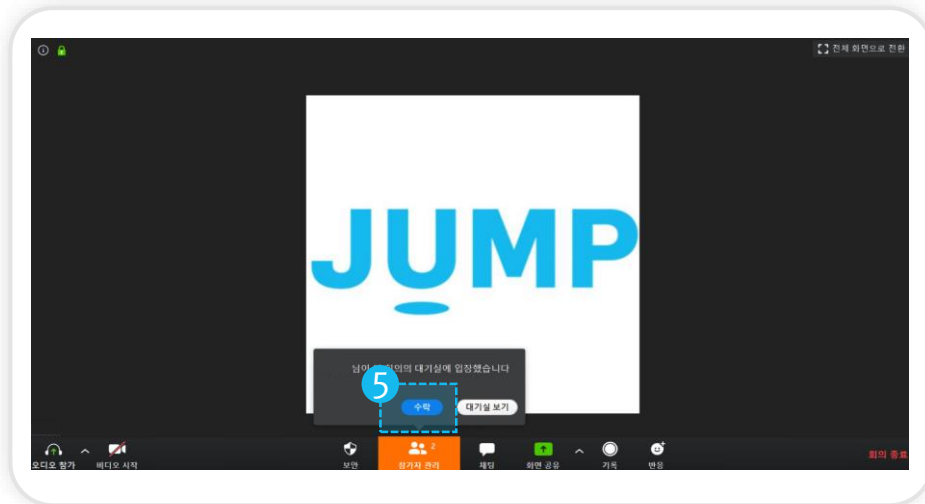 전체 화면으로 전환
JUMP
님이 의 대기실에 입장했습니다
5
수락
대기실 보기
2
오디오 참가
비디오 시작
보안
참가자 관리
채팅
화면 공유
기록
반응
회의 종료